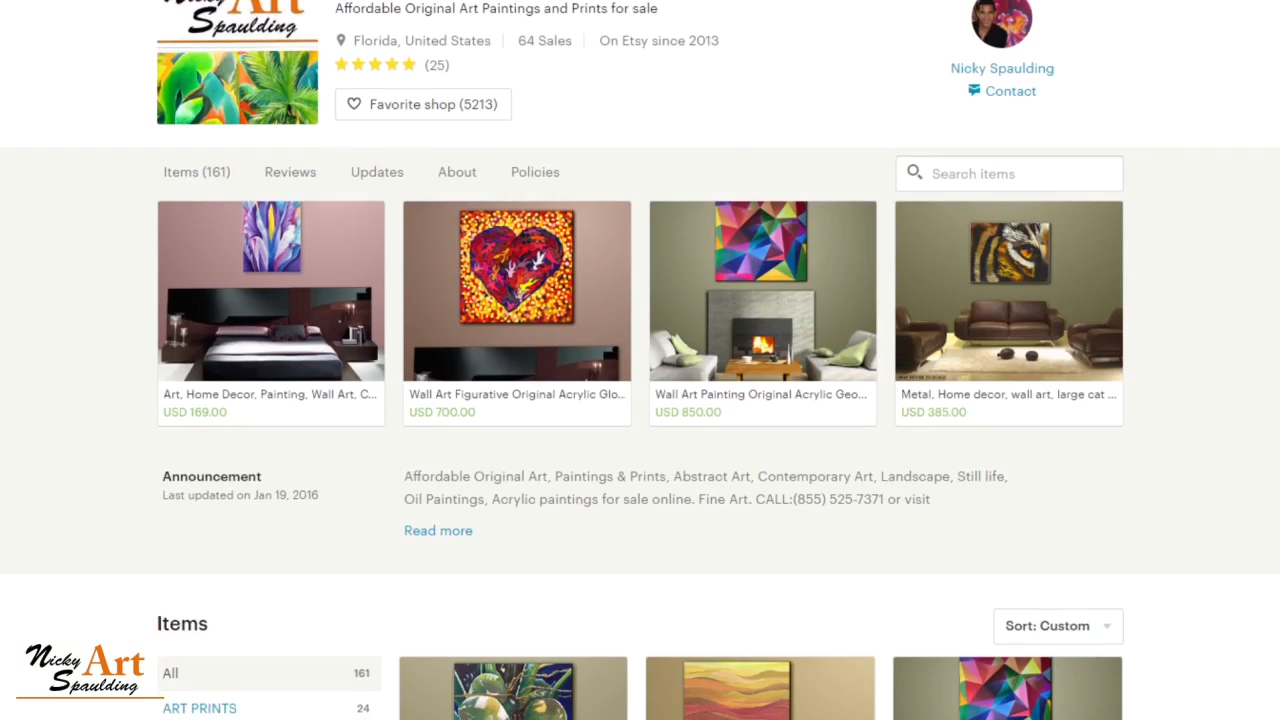 Nicky Art
Spaulding
Affordable Original Art Paintings and Prints for sale
Florida, United States
64 Sales
On Etsy since 2013
(25)
Favorite shop (5213)
Nicky Spaulding
Contact
Items (161)
Reviews
Updates
About
Policies
Search items
Art, Home Decor, Painting, Wall Art, C...
USD 169.00
Wall Art Figurative Original Acrylic Glo...
USD 700.00
Wall Art Painting Original Acrylic Geo...
USD 850.00
Metal, Home decor, wall art, large cat ...
USD 385.00
Announcement
Last updated on Jan 19, 2016
Affordable Original Art, Paintings & Prints, Abstract Art, Contemporary Art, Landscape, Still life,
Oil Paintings, Acrylic paintings for sale online. Fine Art. CALL:(855) 525-7371 or visit
Read more
Items
Sort: Custom
All
161
ART PRINTS
24
Nicky Art
Spaulding